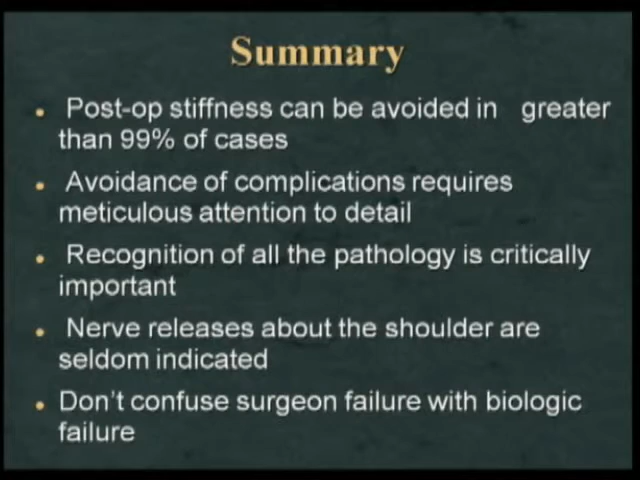 Summary
• Post-op stiffness can be avoided in greater
than 99% of cases
• Avoidance of complications requires
meticulous attention to detail
• Recognition of all the pathology is critically
important
• Nerve releases about the shoulder are
seldom indicated
• Don't confuse surgeon failure with biologic
failure